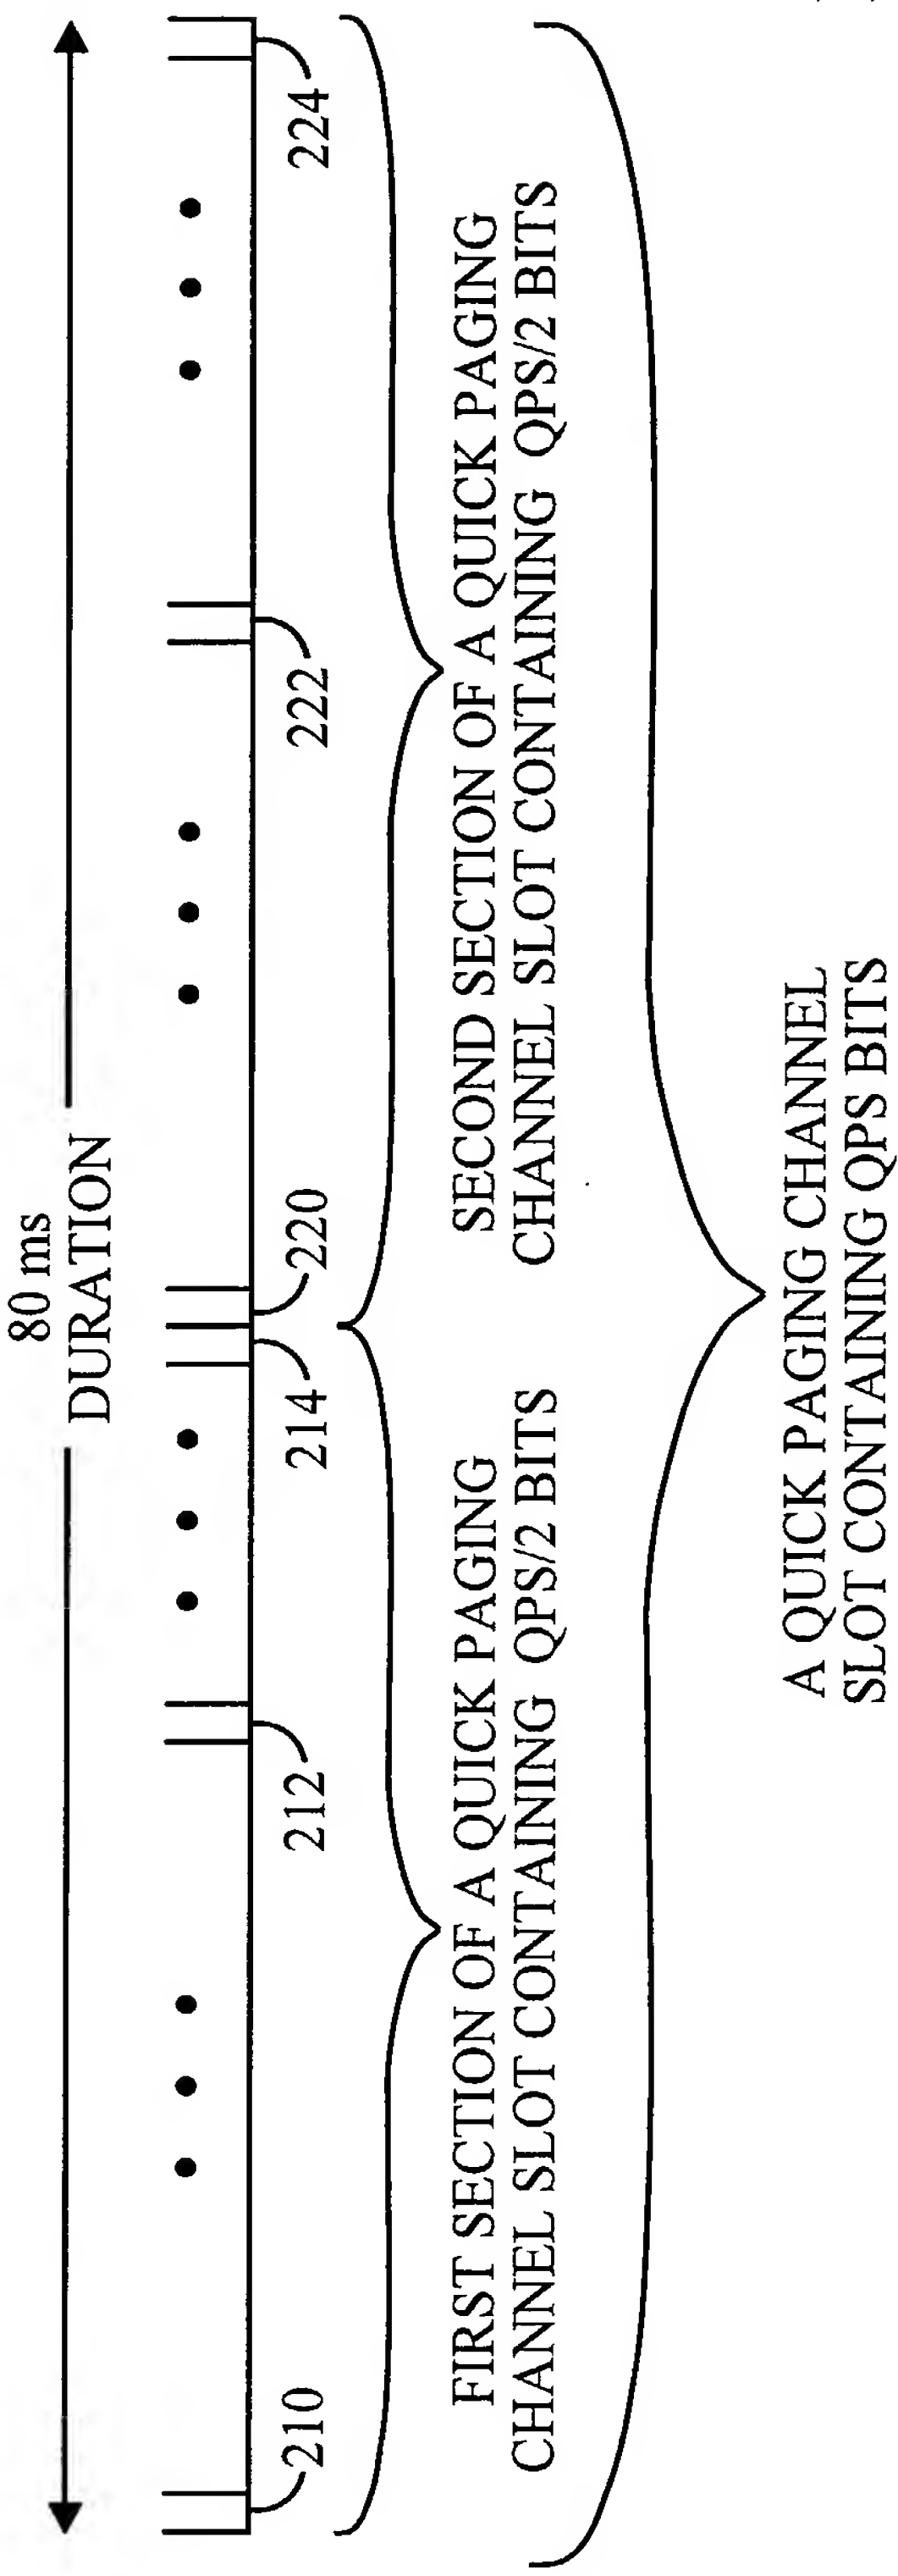 80 ms
DURATION
210
212
214
220
222
224
FIRST SECTION OF A QUICK PAGING
CHANNEL SLOT CONTAINING QPS/2 BITS
SECOND SECTION OF A QUICK PAGING
CHANNEL SLOT CONTAINING QPS/2 BITS
A QUICK PAGING CHANNEL
SLOT CONTAINING QPS BITS